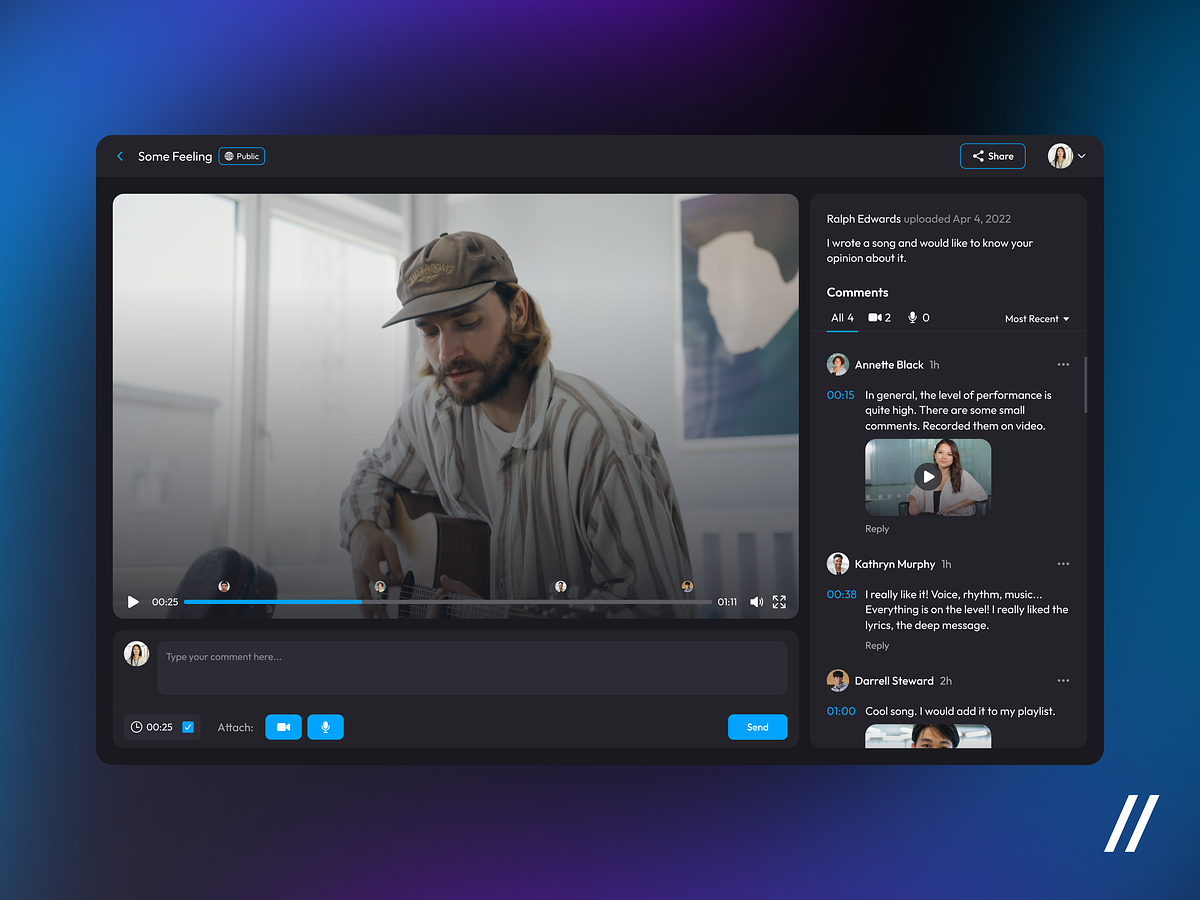 Some Feeling
Public
Share
00:25
01:11
Type your comment here...
00:25
Attach:
Send
Ralph Edwards uploaded Apr 4, 2022
I wrote a song and would like to know your
opinion about it.
Comments
All 4
2
0
Most Recent
Annette Black 1h
00:15 In general, the level of performance is
quite high. There are some small
comments. Recorded them on video.
Reply
Kathryn Murphy 1h
00:38 I really like it! Voice, rhythm, music...
Everything is on the level! I really liked the
lyrics, the deep message.
Reply
Darrell Steward 2h
01:00 Cool song. I would add it to my playlist.